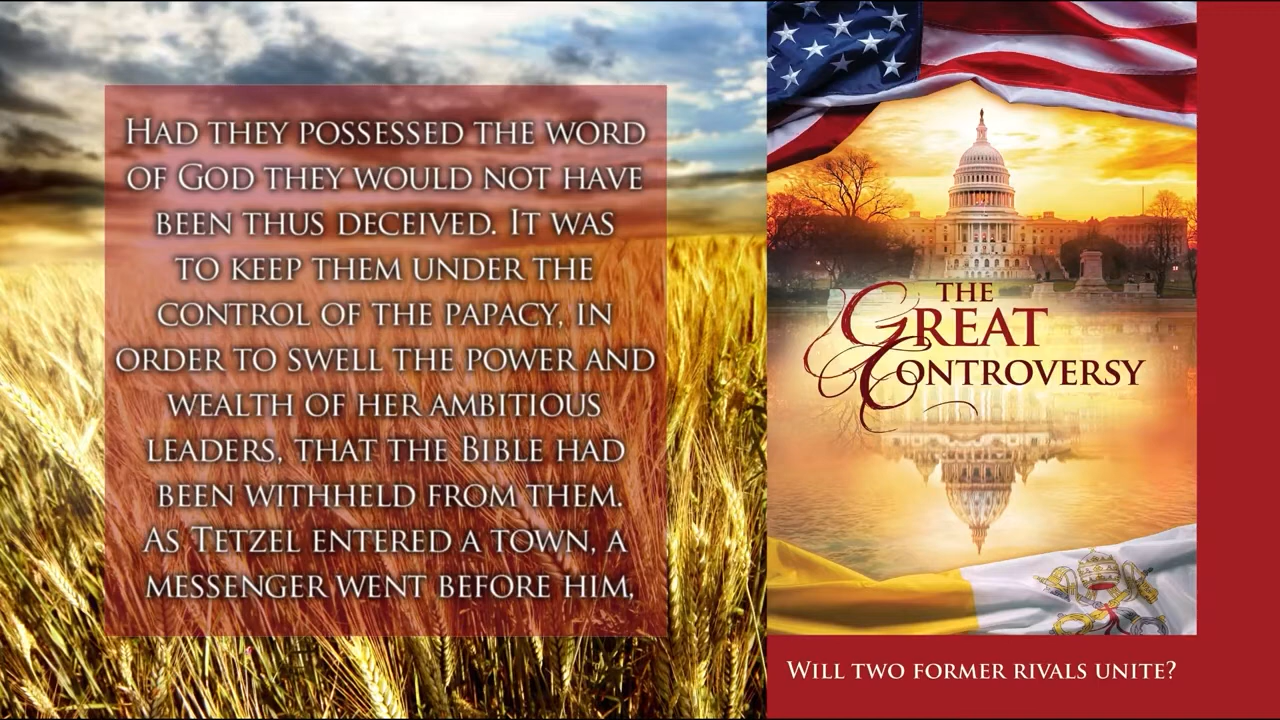 Had they possessed the word
of God they would not have
been thus deceived. It was
to keep them under the
control of the papacy, in
order to swell the power and
wealth of her ambitious
leaders, that the Bible had
been withheld from them.
As Tetzel entered a town, a
messenger went before him,
The
Great
Controversy
Will two former rivals unite?